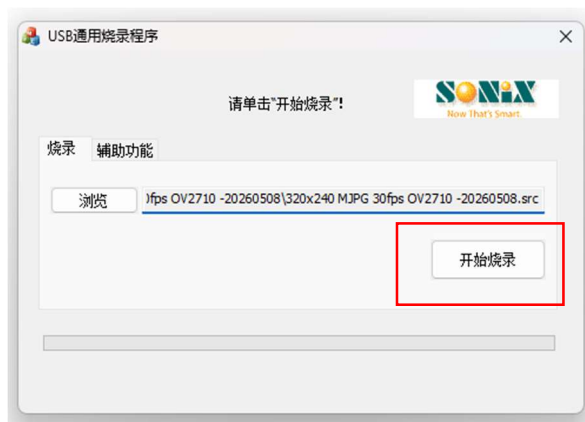 USB通用烧录程序
请单击"开始烧录"!
SONiX
Now That's Smart.
烧录
辅助功能
浏览
)fps OV2710 -20260508\320x240 MJPG 30fps OV2710 -20260508.src
开始烧录